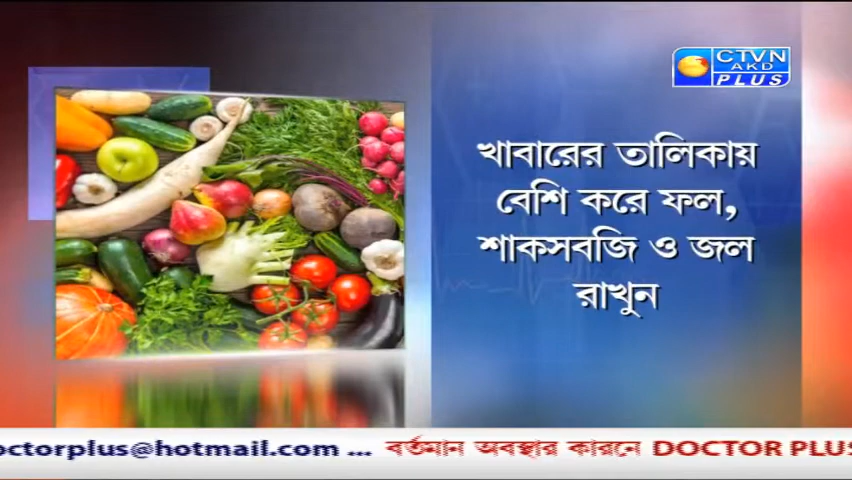 CTVN
AKD
PLUS
খাবারের তালিকায়
বেশি করে ফল,
শাকসবজি ও জল
রাখুন
octorplus@hotmail.com ... বর্তমান অবস্থার কারনে DOCTOR PLUS